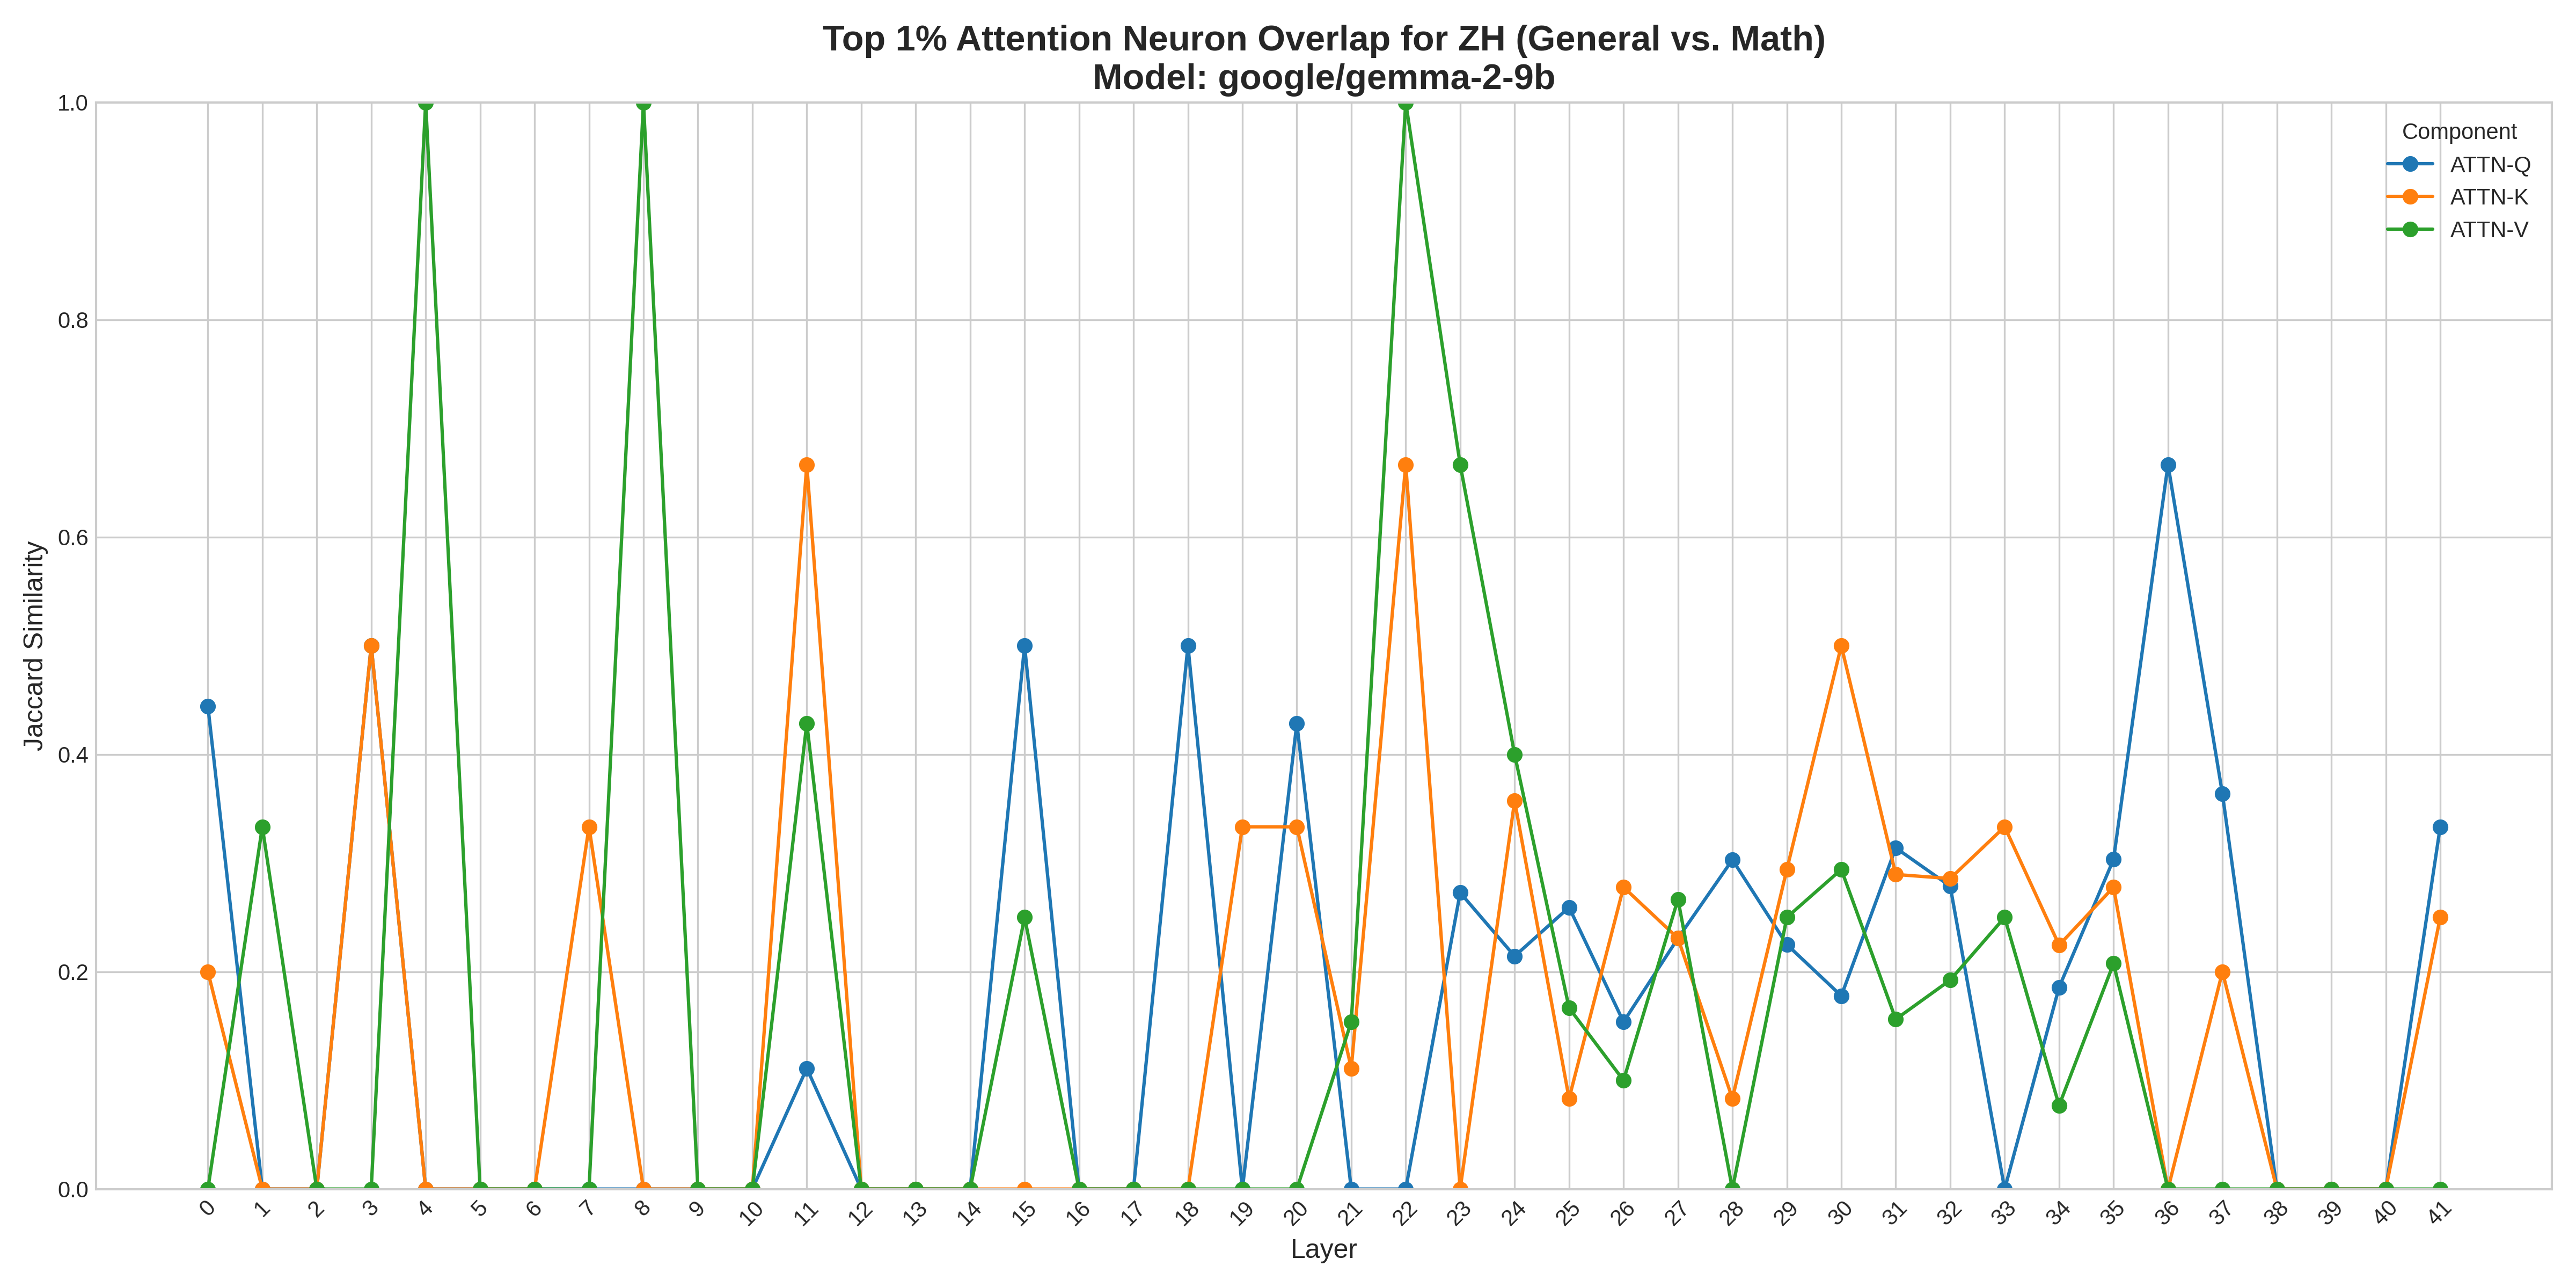 Top 1% Attention Neuron Overlap for ZH (General vs. Math)
Model: google/gemma-2-9b
Component
ATTN-Q
ATTN-K
ATTN-V
Jaccard Similarity
1.0
0.8
0.6
0.4
0.2
0.0
0 1 2 3 4 5 6 7 8 9 10 11 12 13 14 15 16 17 18 19 20 21 22 23 24 25 26 27 28 29 30 31 32 33 34 35 36 37 38 39 40 41
Layer